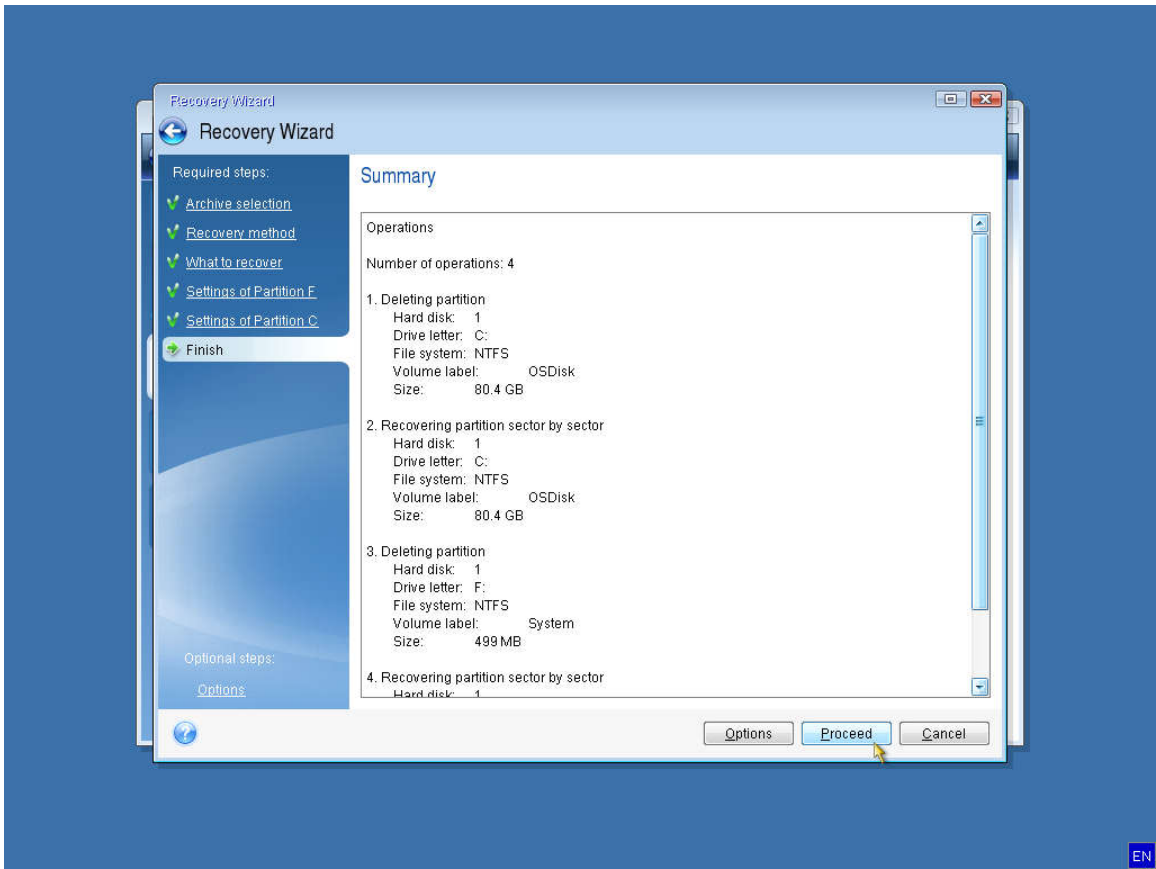 Recovery Wizard
Recovery Wizard
Required steps:
Archive selection
Recovery method
What to recover
Settings of Partition F
Settings of Partition C
Finish
Optional steps:
Options
Summary
Operations
Number of operations: 4
1. Deleting partition
Hard disk: 1
Drive letter: C:
File system: NTFS
Volume label: OSDisk
Size: 80.4 GB
2. Recovering partition sector by sector
Hard disk: 1
Drive letter: C:
File system: NTFS
Volume label: OSDisk
Size: 80.4 GB
3. Deleting partition
Hard disk: 1
Drive letter: F:
File system: NTFS
Volume label: System
Size: 499 MB
4. Recovering partition sector by sector
Hard disk: 1
Options
Proceed
Cancel
EN